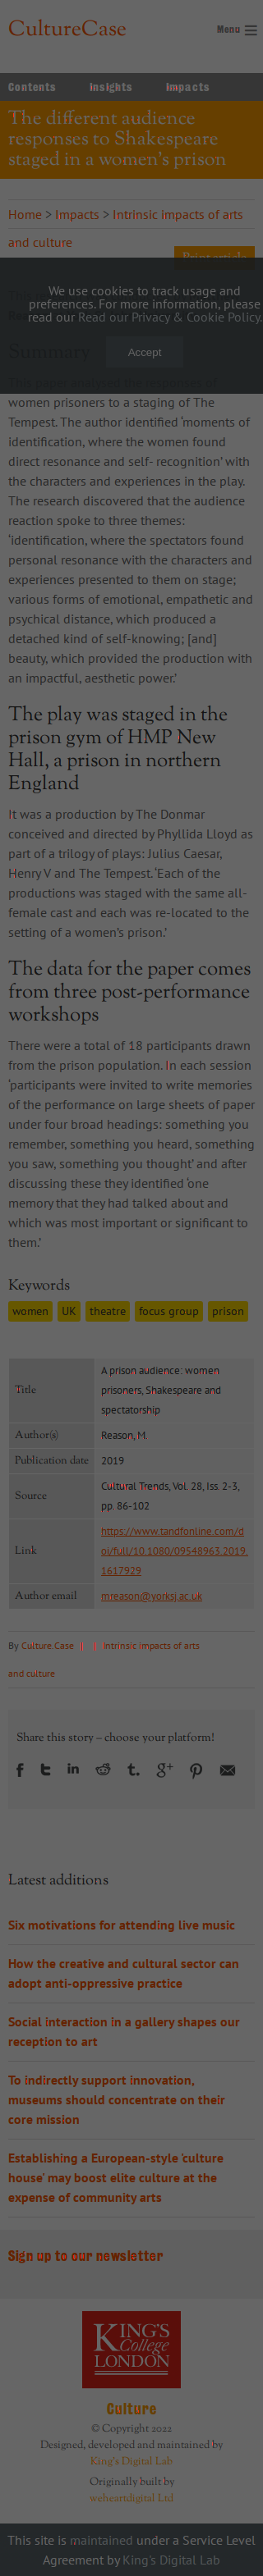 CultureCase
Menu
Contents Insights Impacts
The different audience
responses to Shakespeare
staged in a women's prison
Home > Impacts > Intrinsic impacts of arts
and culture
Print article
We use cookies to track usage and
preferences. For more information, please
read our Read our Privacy & Cookie Policy.
Accept
Summary
women prisoners to a staging of The
Tempest. The author identified 'moments of
identification, where the women found
direct resonance and self- recognition' with
the characters and experiences in the play.
The research discovered that the audience
reaction spoke to three themes:
'identification, where the spectators found
personal resonance with the characters and
experiences presented to them on stage;
various forms of emotional, empathetic and
psychical distance, which produced a
detached kind of self-knowing; [and]
beauty, which provided the production with
an impactful, aesthetic power.'
The play was staged in the
prison gym of HMP New
Hall, a prison in northern
England
It was a production by The Donmar
conceived and directed by Phyllida Lloyd as
part of a trilogy of plays: Julius Caesar,
Henry V and The Tempest. 'Each of the
productions was staged with the same all-
female cast and each was re-located to the
setting of a women's prison.'
The data for the paper comes
from three post-performance
workshops
There were a total of 18 participants drawn
from the prison population. In each session
'participants were invited to write memories
of the performance on large sheets of paper
under four broad headings: something you
remember, something you heard, something
you saw, something you thought' and after
discussing these they identified 'one
memory that they had talked about and
which was important or significant to
them.'
Keywords
women UK theatre focus group prison
Title A prison audience: women
prisoners, Shakespeare and
spectatorship
Author(s) Reason, M.
Publication date 2019
Source Cultural Trends, Vol. 28, Iss. 2-3,
pp. 86-102
Link https://www.tandfonline.com/d
oi/full/10.1080/09548963.2019.
1617929
Author email mreason@yorksj.ac.uk
By Culture.Case | | Intrinsic impacts of arts
and culture
Share this story – choose your platform!
Latest additions
Six motivations for attending live music
How the creative and cultural sector can
adopt anti-oppressive practice
Social interaction in a gallery shapes our
reception to art
To indirectly support innovation,
museums should concentrate on their
core mission
Establishing a European-style 'culture
house' may boost elite culture at the
expense of community arts
Sign up to our newsletter
KING'S
College
LONDON
Culture
© Copyright 2022
Designed, developed and maintained by
King's Digital Lab
Originally built by
weheartdigital Ltd
This site is maintained under a Service Level
Agreement by King's Digital Lab